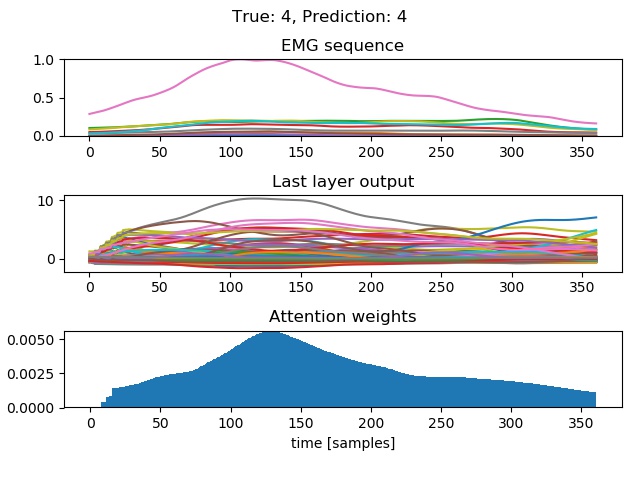 True: 4, Prediction: 4
EMG sequence
1.0
0.5
0.0
0 50 100 150 200 250 300 350
Last layer output
10
0
0 50 100 150 200 250 300 350
Attention weights
0.0050
0.0025
0.0000
0 50 100 150 200 250 300 350
time [samples]